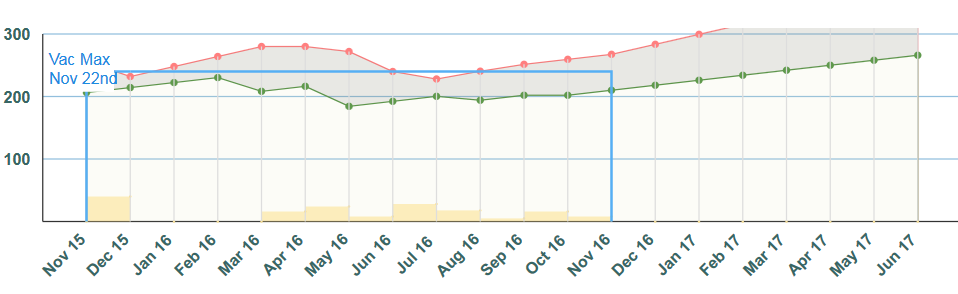 300
Vac Max
Nov 22nd
200
100
Nov 15
Dec 15
Jan 16
Feb 16
Mar 16
Apr 16
May 16
Jun 16
Jul 16
Aug 16
Sep 16
Oct 16
Nov 16
Dec 16
Jan 17
Feb 17
Mar 17
Apr 17
May 17
Jun 17